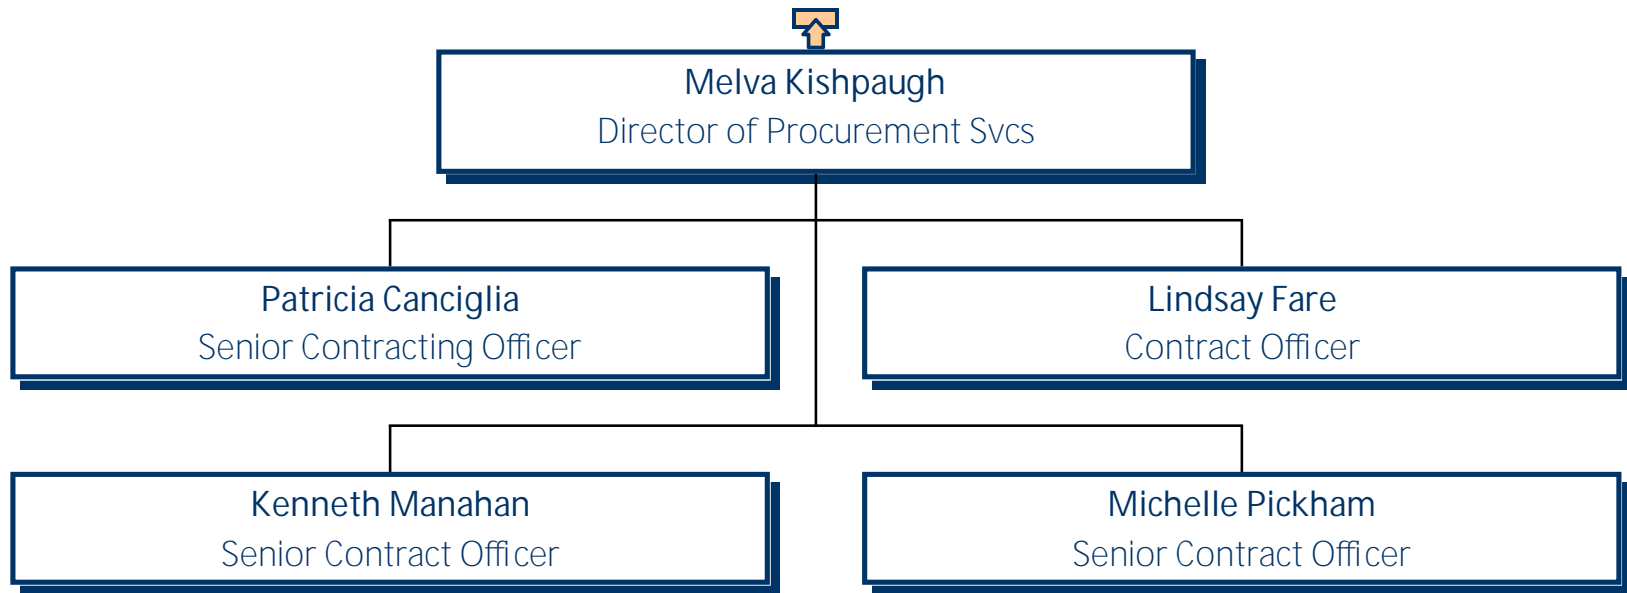 Melva Kishpaugh
Director of Procurement Svcs
Patricia Canciglia
Senior Contracting Officer
Lindsay Fare
Contract Officer
Kenneth Manahan
Senior Contract Officer
Michelle Pickham
Senior Contract Officer